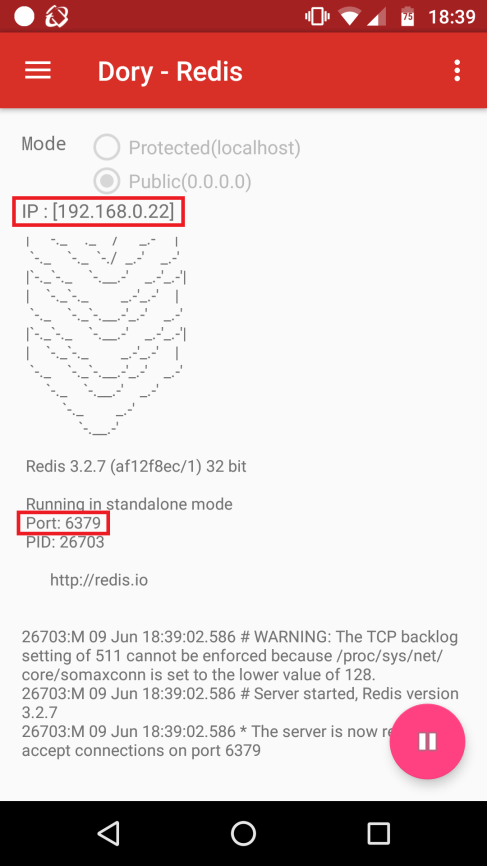 75 18:39
Dory - Redis
Mode
Protected(localhost)
Public(0.0.0.0)
IP : [192.168.0.22]
Redis 3.2.7 (af12f8ec/1) 32 bit
Running in standalone mode
Port: 6379
PID: 26703
http://redis.io
26703:M 09 Jun 18:39:02.586 # WARNING: The TCP backlog
setting of 511 cannot be enforced because /proc/sys/net/
core/somaxconn is set to the lower value of 128.
26703:M 09 Jun 18:39:02.586 # Server started, Redis version
3.2.7
26703:M 09 Jun 18:39:02.586 * The server is now
accept connections on port 6379